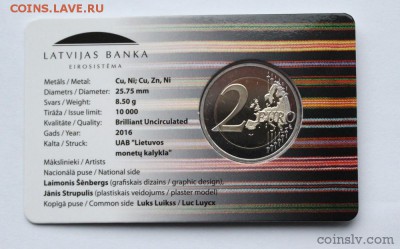 COINS.LAVE.RU
LATVIJAS BANKA
EIROSISTĒMA
Metāls / Metal: Cu, Ni; Cu, Zn, Ni
Diametrs / Diameter: 25.75 mm
Svars / Weight: 8.50 g
Tirāža / Issue limit: 10 000
Kvalitāte / Quality: Brilliant Uncirculated
Gads / Year: 2016
Kalta / Struck: UAB "Lietuvos
monetų kalykla"
Mākslinieki / Artists
Nacionālā puse / National side
Laimonis Šēnbergs (grafiskais dizains / graphic design),
Jānis Strupulis (plastiskais veidojums / plaster model)
Kopīgā puse / Common side Luks Luikss / Luc Luycx
2 EURO
coinslv.com